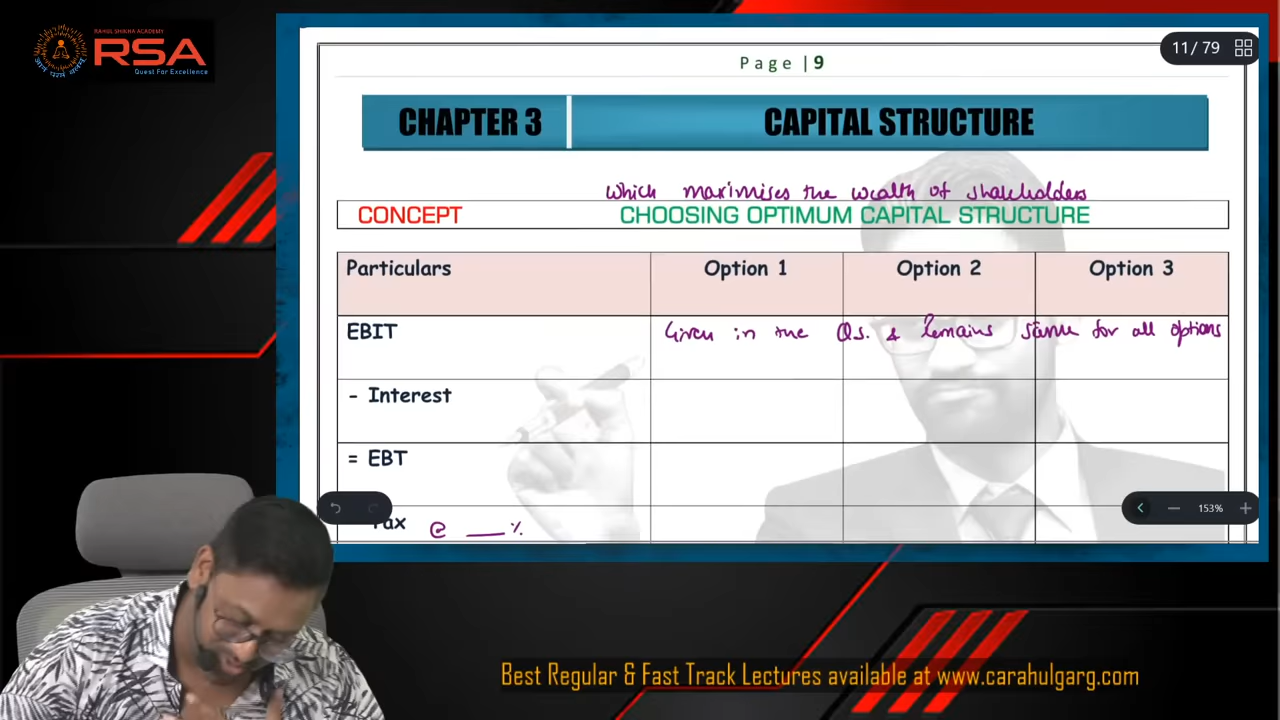 RAHUL SHIKHA ACADEMY
RSA
Quest For Excellence
Page | 9
11 / 79
CHAPTER 3
CAPITAL STRUCTURE
which maximises the wealth of shareholders
CONCEPT
CHOOSING OPTIMUM CAPITAL STRUCTURE
Particulars Option 1 Option 2 Option 3
EBIT Given in the Qs. & Remains same for all options
- Interest
= EBT
Tax @ __%
153%
Best Regular & Fast Track Lectures available at www.carahulgarg.com